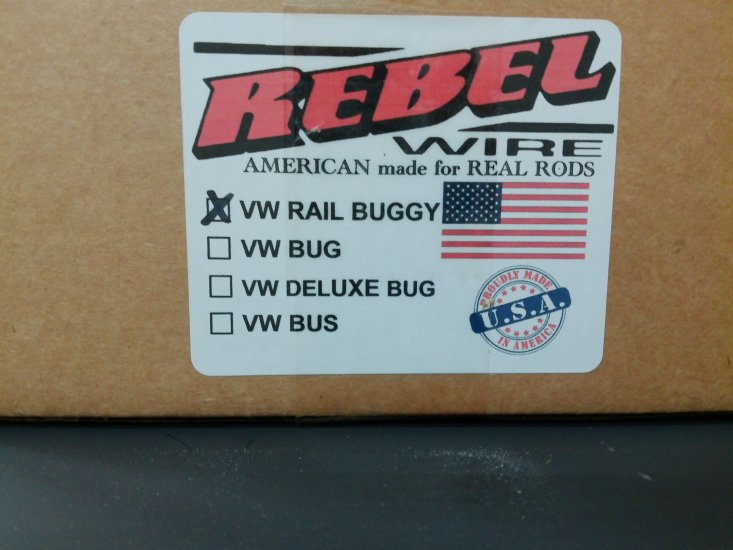 REBEL
WIRE
AMERICAN made for REAL RODS
VW RAIL BUGGY
VW BUG
VW DELUXE BUG
VW BUS
PROUDLY MADE
U.S.A.
IN AMERICA